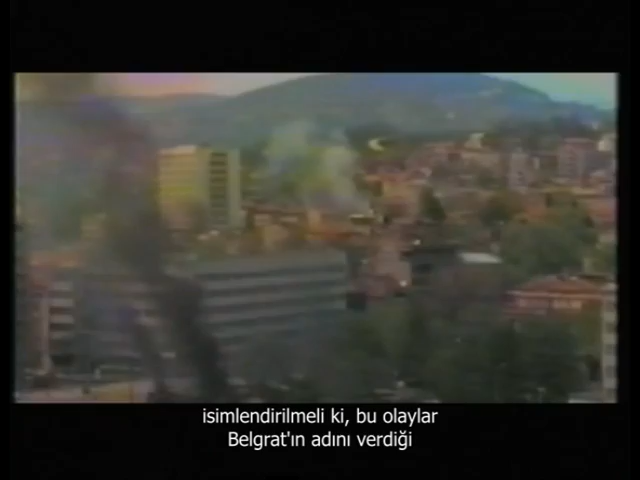 isimlendirilmeli ki, bu olaylar
Belgrat'ın adını verdiği